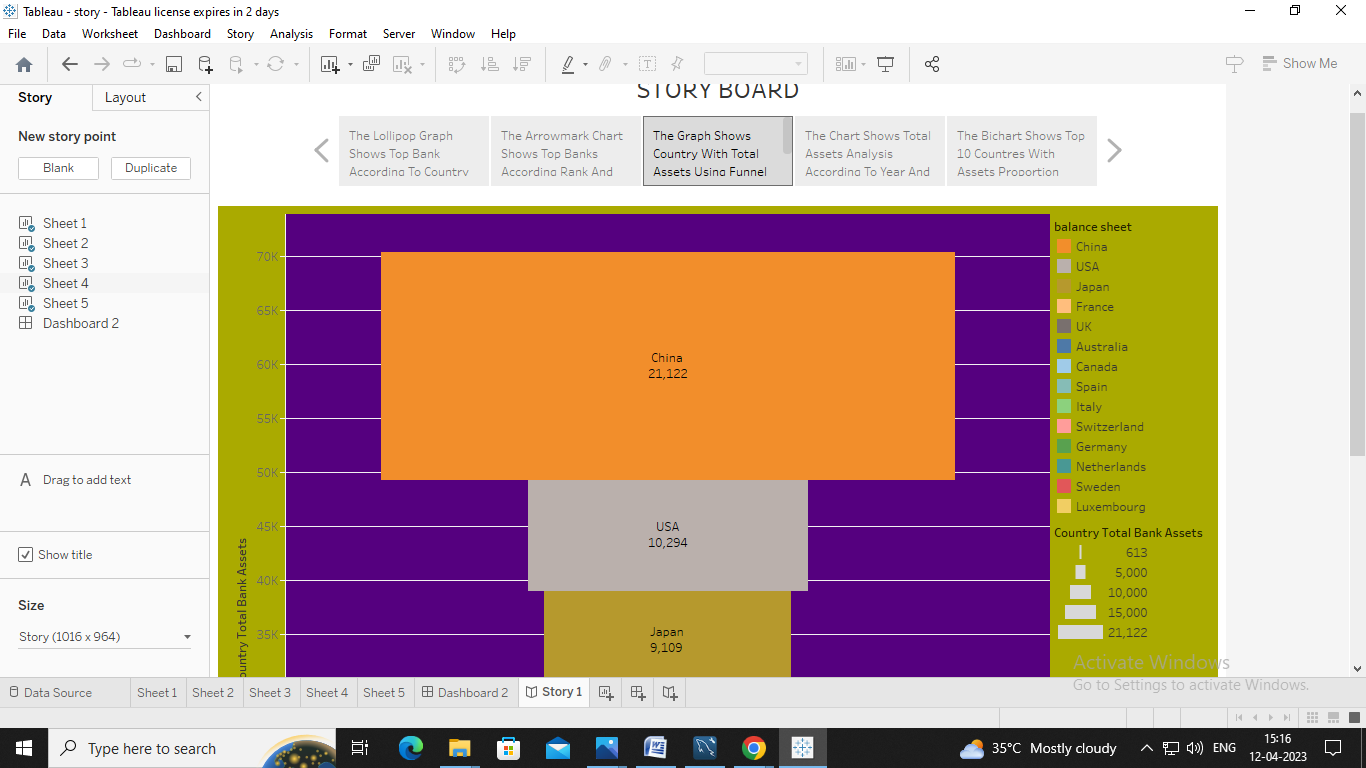 Tableau - story - Tableau license expires in 2 days
File Data Worksheet Dashboard Story Analysis Format Server Window Help
Show Me
Story Layout
New story point
Blank Duplicate
Sheet 1
Sheet 2
Sheet 3
Sheet 4
Sheet 5
Dashboard 2
A Drag to add text
Show title
Size
Story (1016 x 964)
STORY BOARD
The Lollipop Graph
Shows Top Bank
According To Country
The Arrowmark Chart
Shows Top Banks
According Rank And
The Graph Shows
Country With Total
Assets Using Funnel
The Chart Shows Total
Assets Analysis
According To Year And
The Bichart Shows Top
10 Countres With
Assets Proportion
70K
65K
60K
55K
50K
45K
40K
35K
Country Total Bank Assets
China
21,122
USA
10,294
Japan
9,109
balance sheet
China
USA
Japan
France
UK
Australia
Canada
Spain
Italy
Switzerland
Germany
Netherlands
Sweden
Luxembourg
Country Total Bank Assets
613
5,000
10,000
15,000
21,122
Activate Windows
Go to Settings to activate Windows.
Data Source Sheet 1 Sheet 2 Sheet 3 Sheet 4 Sheet 5 Dashboard 2 Story 1
Type here to search
35°C Mostly cloudy
ENG
15:16
12-04-2023